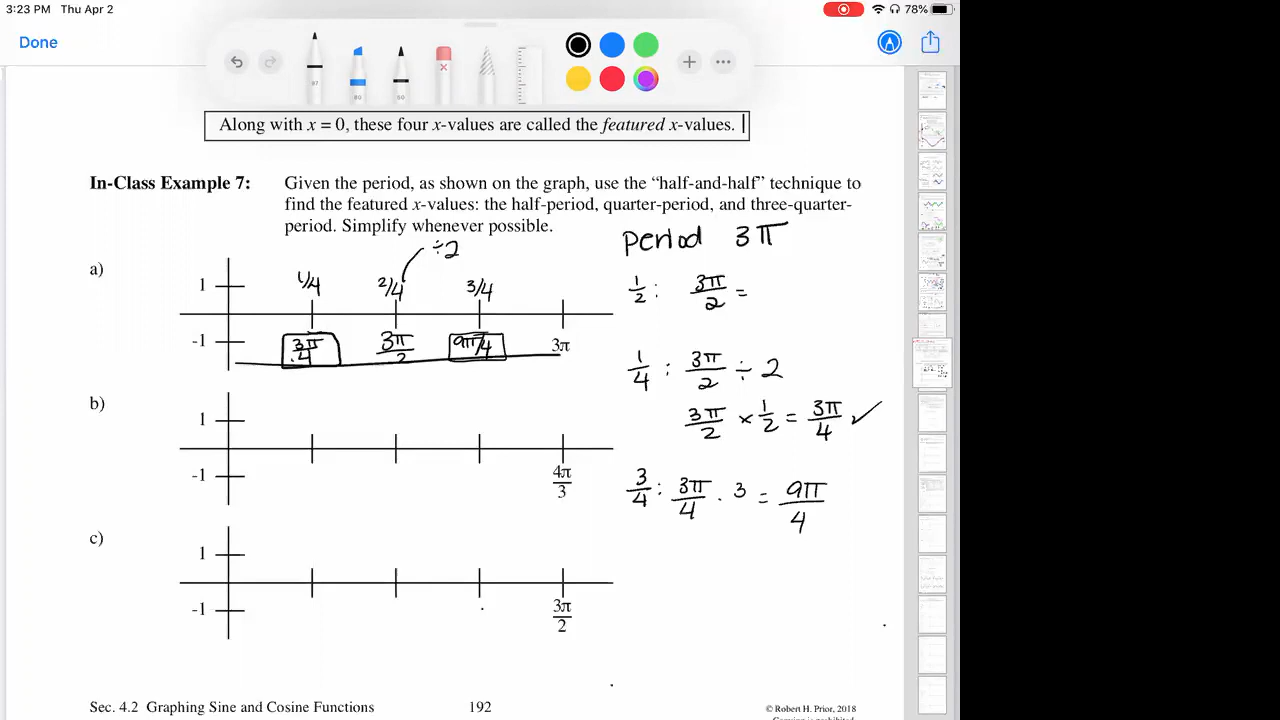 3:23 PM Thu Apr 2
78%
Done
97
80
50
Along with x = 0, these four x-values are called the featured x-values.
In-Class Example 7: Given the period, as shown on the graph, use the "half-and-half" technique to
find the featured x-values: the half-period, quarter-period, and three-quarter-
period. Simplify whenever possible.
period 3π
÷2
a)
1
1/4
2/4
3/4
-1
3π/4
3π/2
9π/4
3π
1/2 : 3π/2 =
1/4 : 3π/2 ÷ 2
3π/2 × 1/2 = 3π/4 ✓
3/4 : 3π/4 . 3 = 9π/4
b)
1
-1
4π/3
c)
1
-1
3π/2
Sec. 4.2 Graphing Sine and Cosine Functions 192
© Robert H. Prior, 2018